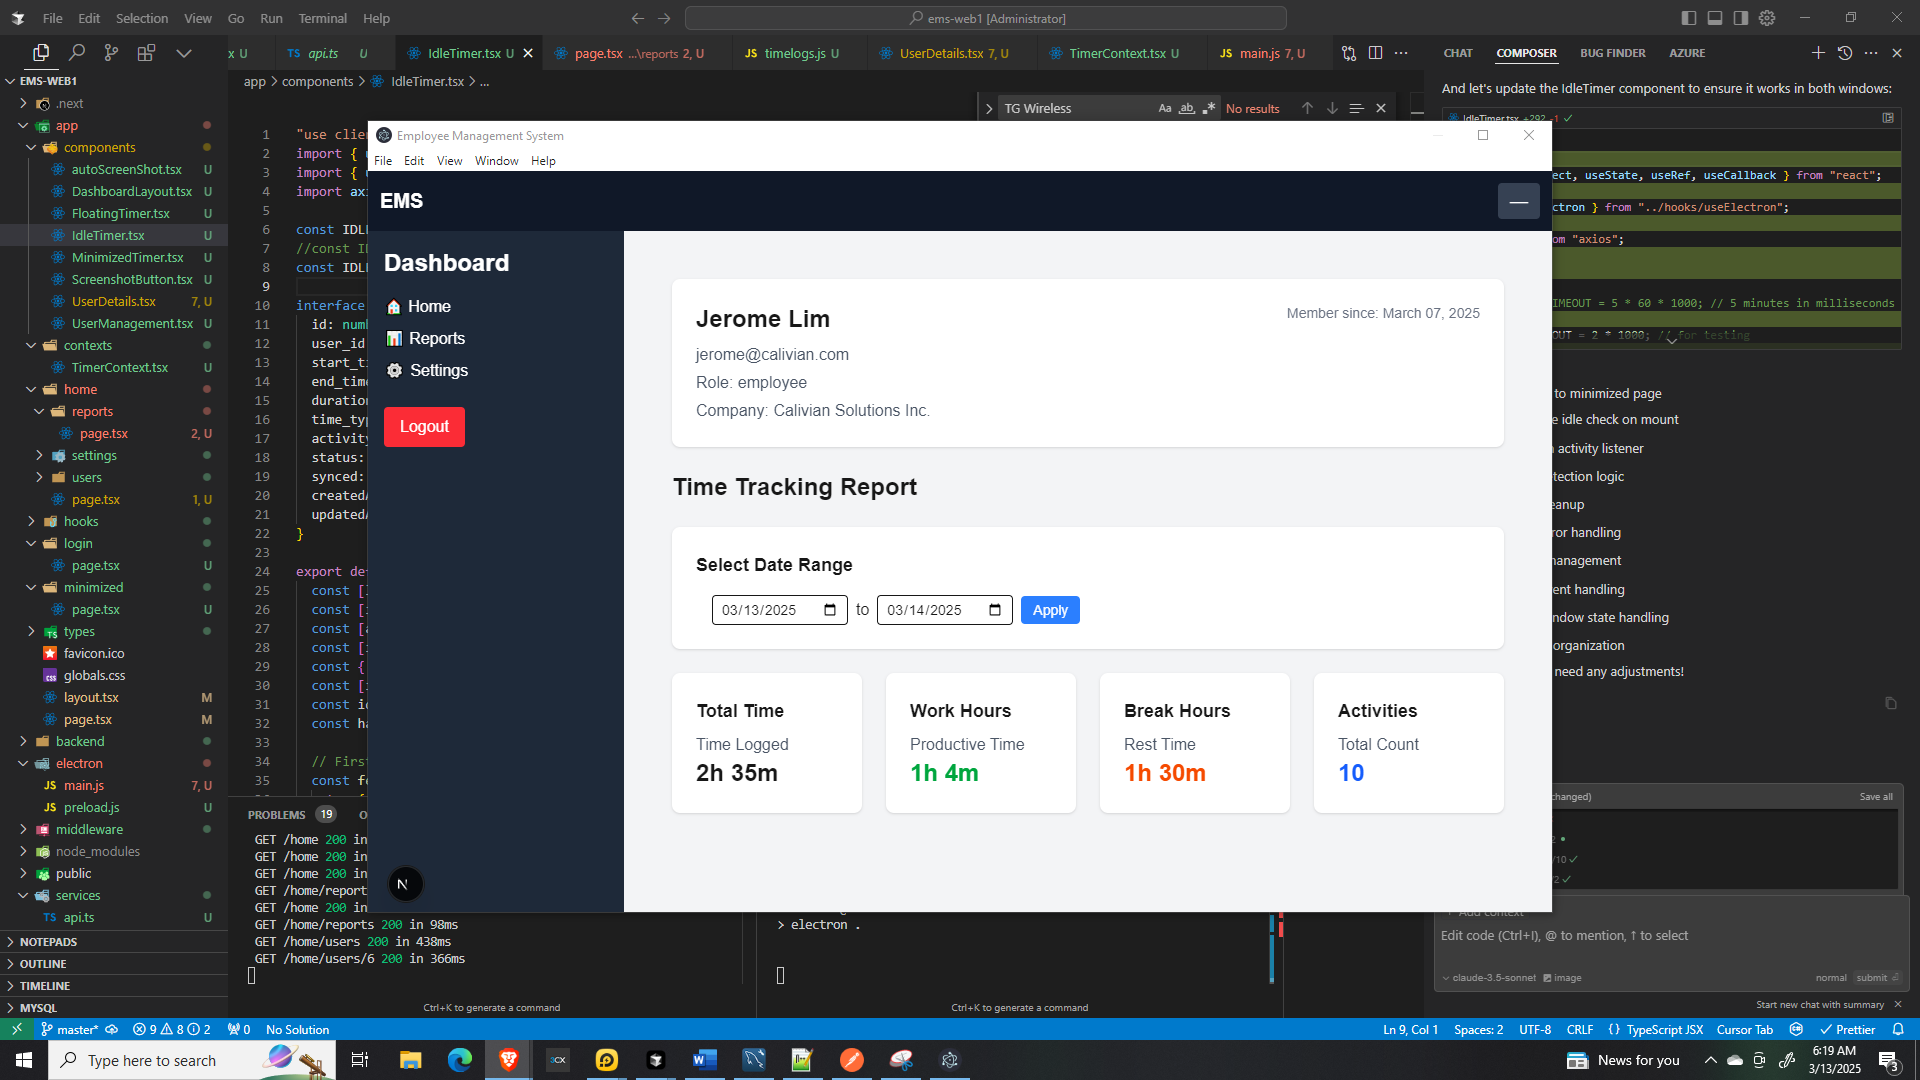 File Edit Selection View Go Run Terminal Help
ems-web1 [Administrator]
x U
TS api.ts U
IdleTimer.tsx U
page.tsx ...\reports 2, U
JS timelogs.js U
UserDetails.tsx 7, U
TimerContext.tsx U
JS main.js 7, U
CHAT COMPOSER BUG FINDER AZURE
EMS-WEB1
.next
app
components
autoScreenShot.tsx U
DashboardLayout.tsx U
FloatingTimer.tsx U
IdleTimer.tsx U
MinimizedTimer.tsx U
ScreenshotButton.tsx U
UserDetails.tsx 7, U
UserManagement.tsx U
contexts
TimerContext.tsx U
home
reports
page.tsx 2, U
settings
users
page.tsx 1, U
hooks
login
page.tsx U
minimized
page.tsx U
types
favicon.ico
globals.css
layout.tsx M
page.tsx M
backend
electron
JS main.js 7, U
JS preload.js U
middleware
node_modules
public
services
TS api.ts U
NOTEPADS
OUTLINE
TIMELINE
MYSQL
app > components > IdleTimer.tsx > ...
TG Wireless
Aa ab .*
No results
1 "use clie
2 import {
3 import {
4 import axi
5
6 const IDL
7 //const I
8 const IDL
9
10 interface
11 id: num
12 user_id
13 start_t
14 end_time
15 duration
16 time_ty
17 activity
18 status:
19 synced:
20 created
21 updated
22 }
23
24 export de
25 const [
26 const [
27 const [a
28 const [
29 const {
30 const [
31 const i
32 const ha
33
34 // Firs
35 const f
Employee Management System
File Edit View Window Help
EMS
Dashboard
Home
Reports
Settings
Logout
N
Jerome Lim
Member since: March 07, 2025
jerome@calivian.com
Role: employee
Company: Calivian Solutions Inc.
Time Tracking Report
Select Date Range
03/13/2025 to 03/14/2025 Apply
Total Time
Time Logged
2h 35m
Work Hours
Productive Time
1h 4m
Break Hours
Rest Time
1h 30m
Activities
Total Count
10
PROBLEMS 19 O
GET /home 200 in
GET /home 200 in
GET /home 200 in
GET /home/report
GET /home 200 in
GET /home/reports 200 in 98ms
GET /home/users 200 in 438ms
GET /home/users/6 200 in 366ms
Ctrl+K to generate a command
> electron .
Ctrl+K to generate a command
And let's update the IdleTimer component to ensure it works in both windows:
IdleTimer.tsx +292 -1
ect, useState, useRef, useCallback } from "react";
ctron } from "../hooks/useElectron";
om "axios";
TIMEOUT = 5 * 60 * 1000; // 5 minutes in milliseconds
OUT = 2 * 1000; // for testing
to minimized page
e idle check on mount
activity listener
tection logic
eanup
ror handling
management
ent handling
ndow state handling
organization
need any adjustments!
changed) Save all
/10
Add context
Edit code (Ctrl+I), @ to mention, ↑ to select
claude-3.5-sonnet image
normal submit
Start new chat with summary
master* 9 8 2 0 No Solution
Ln 9, Col 1 Spaces: 2 UTF-8 CRLF {} TypeScript JSX Cursor Tab Prettier
Type here to search
News for you
6:19 AM
3/13/2025
3